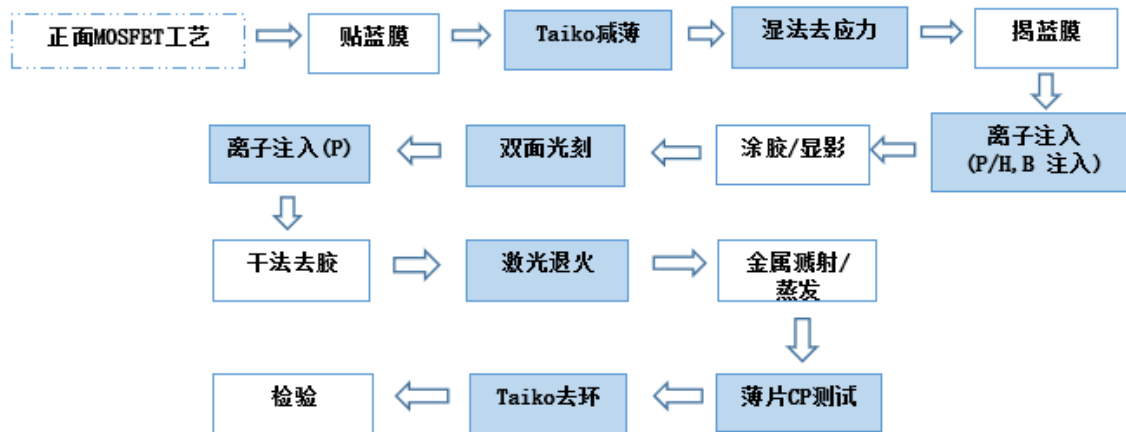 正面MOSFET工艺
贴蓝膜
Taiko减薄
湿法去应力
揭蓝膜
离子注入
(P/H,B 注入)
涂胶/显影
双面光刻
离子注入(P)
干法去胶
激光退火
金属溅射/
蒸发
薄片CP测试
Taiko去环
检验